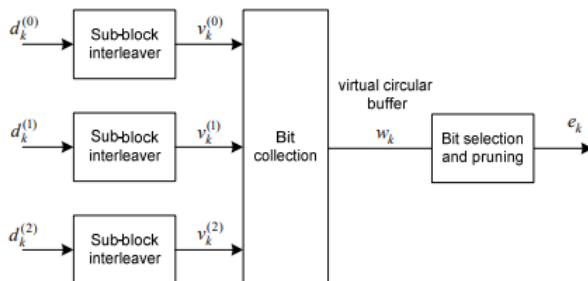 d_k^(0)
Sub-block
interleaver
v_k^(0)
d_k^(1)
Sub-block
interleaver
v_k^(1)
d_k^(2)
Sub-block
interleaver
v_k^(2)
Bit
collection
virtual circular
buffer
w_k
Bit selection
and pruning
e_k